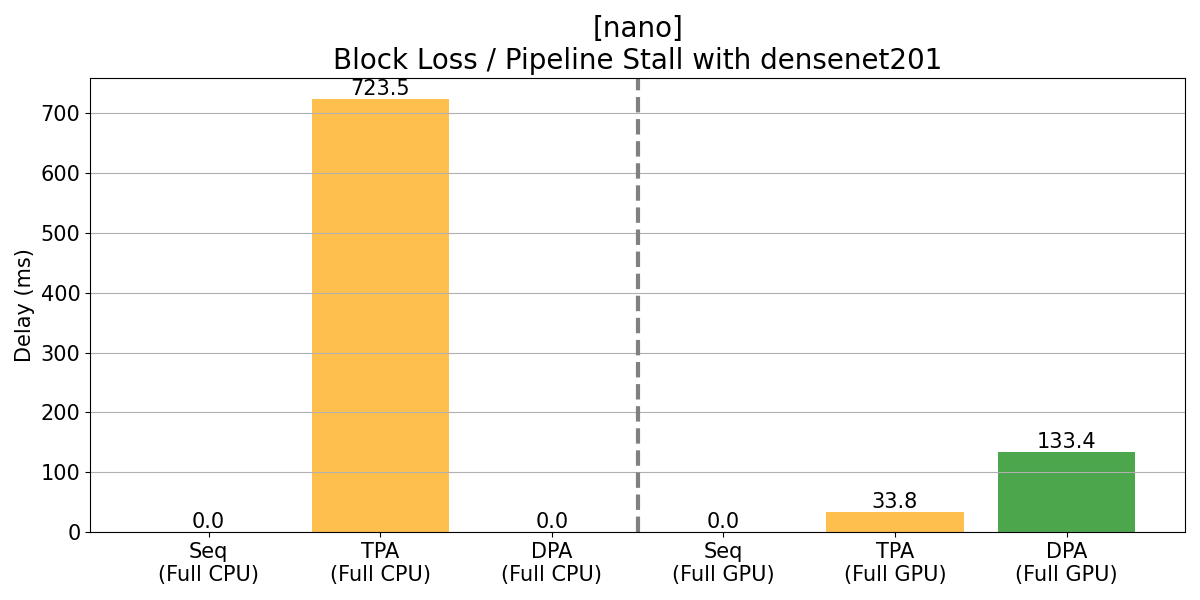 [nano]
Block Loss / Pipeline Stall with densenet201
Delay (ms)
700
600
500
400
300
200
100
0
0.0
723.5
0.0
0.0
33.8
133.4
Seq
(Full CPU)
TPA
(Full CPU)
DPA
(Full CPU)
Seq
(Full GPU)
TPA
(Full GPU)
DPA
(Full GPU)